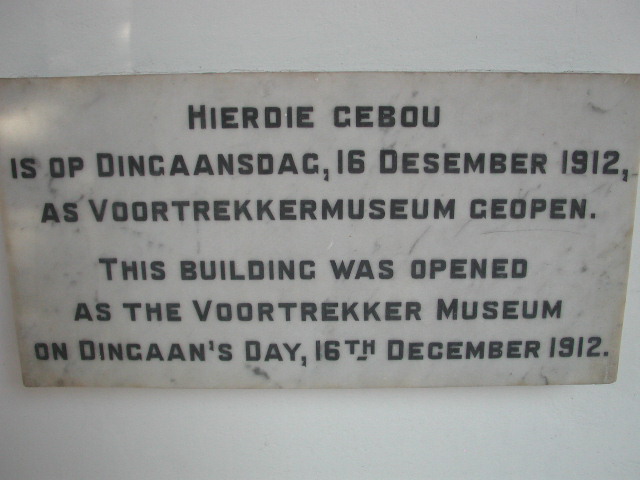 HIERDIE GEBOU
IS OP DINGAANSDAG, 16 DESEMBER 1912,
AS VOORTREKKERMUSEUM GEOPEN.
THIS BUILDING WAS OPENED
AS THE VOORTREKKER MUSEUM
ON DINGAAN'S DAY, 16TH DECEMBER 1912.